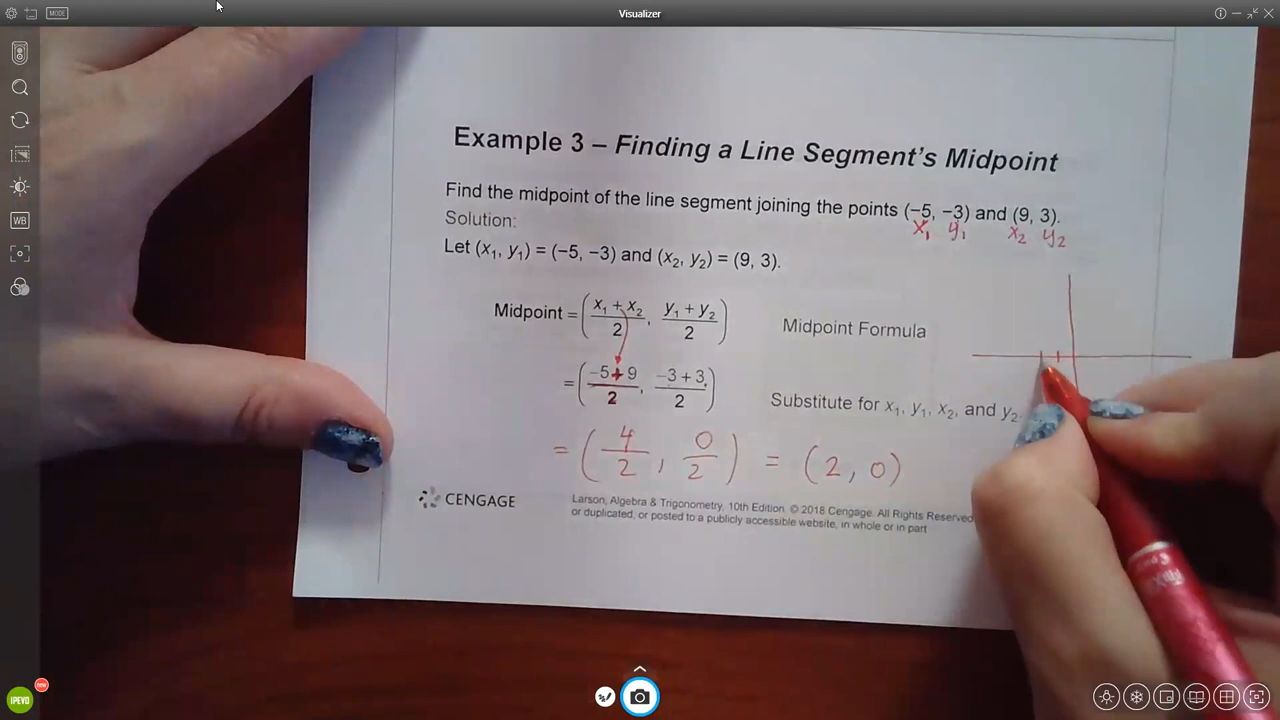 MODE
Visualizer
WB
Example 3 – Finding a Line Segment's Midpoint
Find the midpoint of the line segment joining the points (−5, −3) and (9, 3).
x₁ y₁ x₂ y₂
Solution:
Let (x₁, y₁) = (−5, −3) and (x₂, y₂) = (9, 3).
Midpoint = ( x₁ + x₂ / 2 , y₁ + y₂ / 2 ) Midpoint Formula
= ( −5 + 9 / 2 , −3 + 3 / 2 ) Substitute for x₁, y₁, x₂, and y₂.
= ( 4 / 2 , 0 / 2 ) = (2, 0)
CENGAGE
Larson, Algebra & Trigonometry, 10th Edition. © 2018 Cengage. All Rights Reserved
or duplicated, or posted to a publicly accessible website, in whole or in part
IPEVO
new